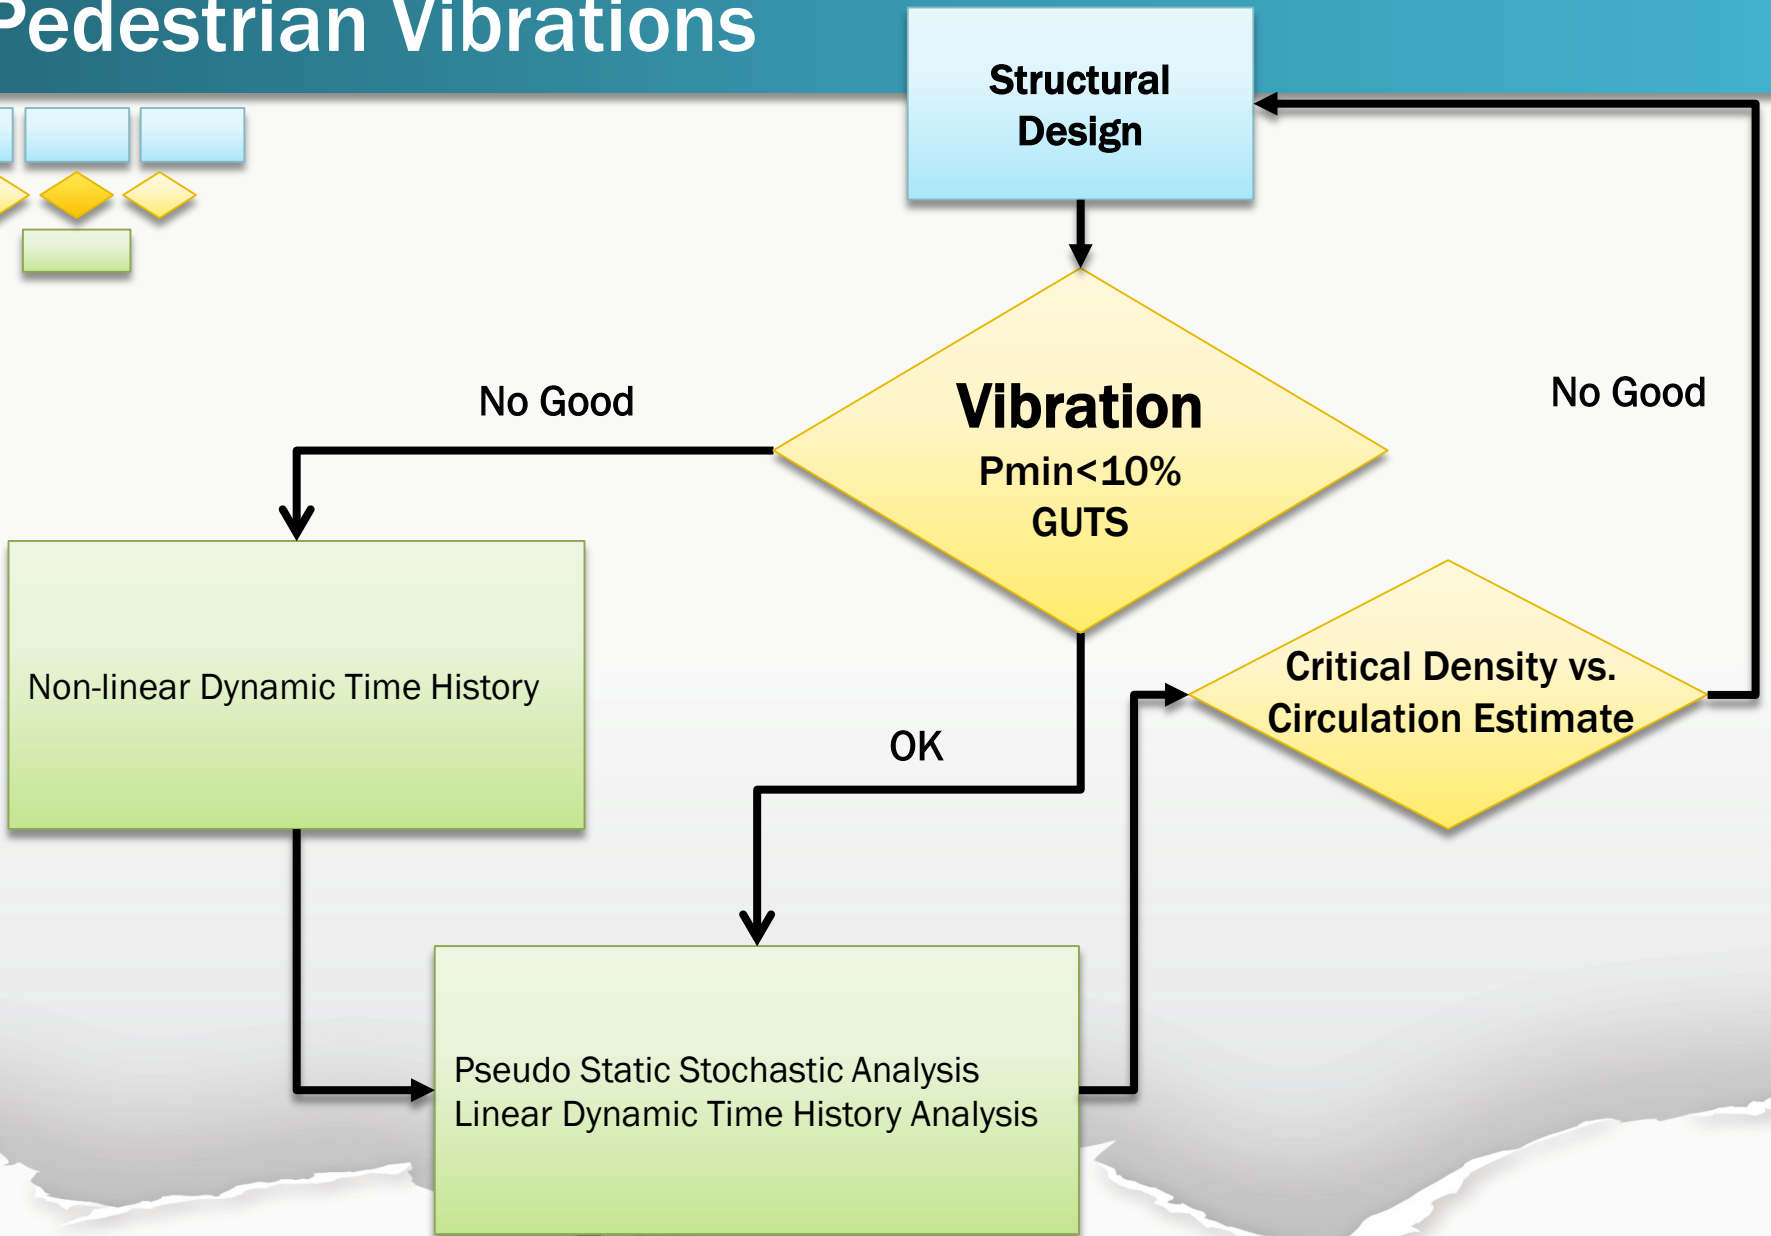 Pedestrian Vibrations
Structural
Design
No Good
Vibration
Pmin<10%
GUTS
No Good
Non-linear Dynamic Time History
OK
Critical Density vs.
Circulation Estimate
Pseudo Static Stochastic Analysis
Linear Dynamic Time History Analysis